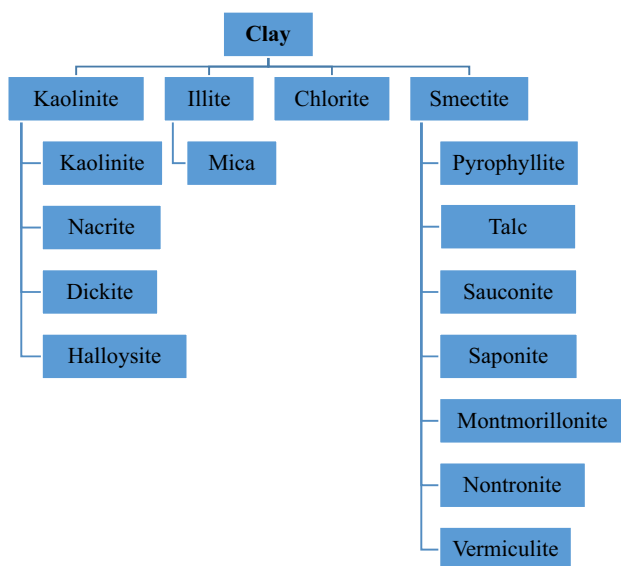 Clay
Kaolinite
Illite
Chlorite
Smectite
Kaolinite
Nacrite
Dickite
Halloysite
Mica
Pyrophyllite
Talc
Sauconite
Saponite
Montmorillonite
Nontronite
Vermiculite